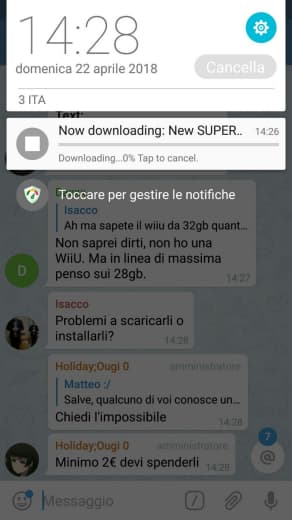 14:28
domenica 22 aprile 2018
Cancella
3 ITA
Text:
Now downloading: New SUPER.. 14:26
Downloading...0% Tap to cancel.
Toccare per gestire le notifiche
Isacco
Ah ma sapete il wiiu da 32gb quant...
Non saprei dirti, non ho una
WiiU. Ma in linea di massima
penso sui 28gb.
14:27
D
Isacco
Problemi a scaricarli o
installarli?
14:28
Holiday;Ougi 0 amministratore
Matteo :/
Salve, qualcuno di voi conosce un...
Chiedi l'impossibile
14:28
7
@
Holiday;Ougi 0 amministratore
Minimo 2€ devi spenderli 14:28
Messaggio